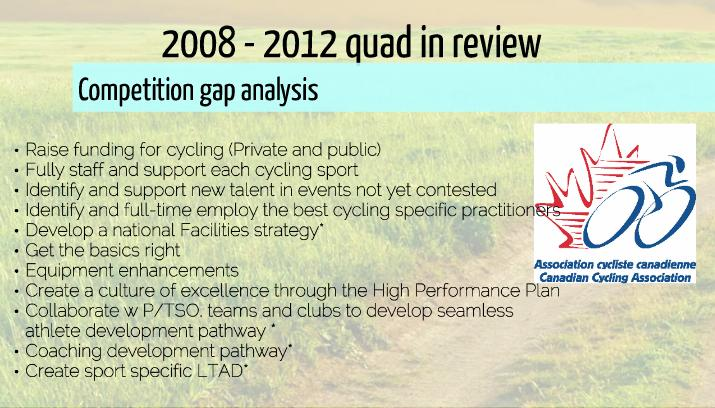 2008 - 2012 quad in review
Competition gap analysis
• Raise funding for cycling (Private and public)
• Fully staff and support each cycling sport
• Identify and support new talent in events not yet contested
• Identify and full-time employ the best cycling specific practitioners
• Develop a national Facilities strategy*
• Get the basics right
• Equipment enhancements
• Create a culture of excellence through the High Performance Plan
• Collaborate w P/TSO, teams and clubs to develop seamless
athlete development pathway *
• Coaching development pathway*
• Create sport specific LTAD*
Association cycliste canadienne
Canadian Cycling Association